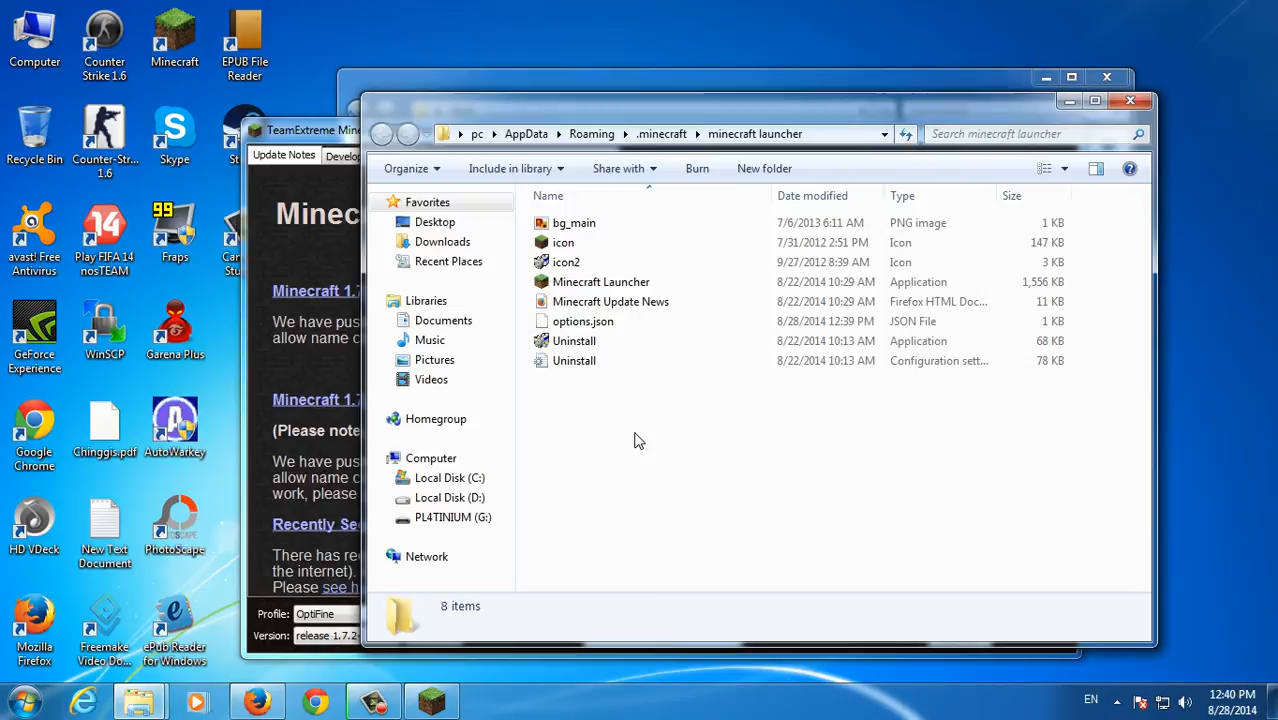 Computer
Counter
Strike 1.6
Minecraft
EPUB File
Reader
Recycle Bin
Counter-Str...
1.6
Skype
St
avast! Free
Antivirus
Play FIFA 14
nosTEAM
99
Fraps
Car
Stu
GeForce
Experience
WinSCP
Garena Plus
Google
Chrome
Chinggis.pdf
AutoWarkey
HD VDeck
New Text
Document
PhotoScape
Mozilla
Firefox
Freemake
Video Do...
ePub Reader
for Windows
TeamExtreme Min
Update Notes
Develop
Minec
Minecraft 1.7
We have pus
allow name c
Minecraft 1.7
(Please note
We have pus
allow name c
work, please
Recently Se
There has re
the internet).
Please see h
Profile: OptiFine
Version: release 1.7.2-
pc AppData Roaming .minecraft minecraft launcher
Search minecraft launcher
Organize Include in library Share with Burn New folder
Favorites
Desktop
Downloads
Recent Places
Libraries
Documents
Music
Pictures
Videos
Homegroup
Computer
Local Disk (C:)
Local Disk (D:)
PL4TINIUM (G:)
Network
Name Date modified Type Size
bg_main 7/6/2013 6:11 AM PNG image 1 KB
icon 7/31/2012 2:51 PM Icon 147 KB
icon2 9/27/2012 8:39 AM Icon 3 KB
Minecraft Launcher 8/22/2014 10:29 AM Application 1,556 KB
Minecraft Update News 8/22/2014 10:29 AM Firefox HTML Doc... 11 KB
options.json 8/28/2014 12:39 PM JSON File 1 KB
Uninstall 8/22/2014 10:13 AM Application 68 KB
Uninstall 8/22/2014 10:13 AM Configuration sett... 78 KB
8 items
EN
12:40 PM
8/28/2014